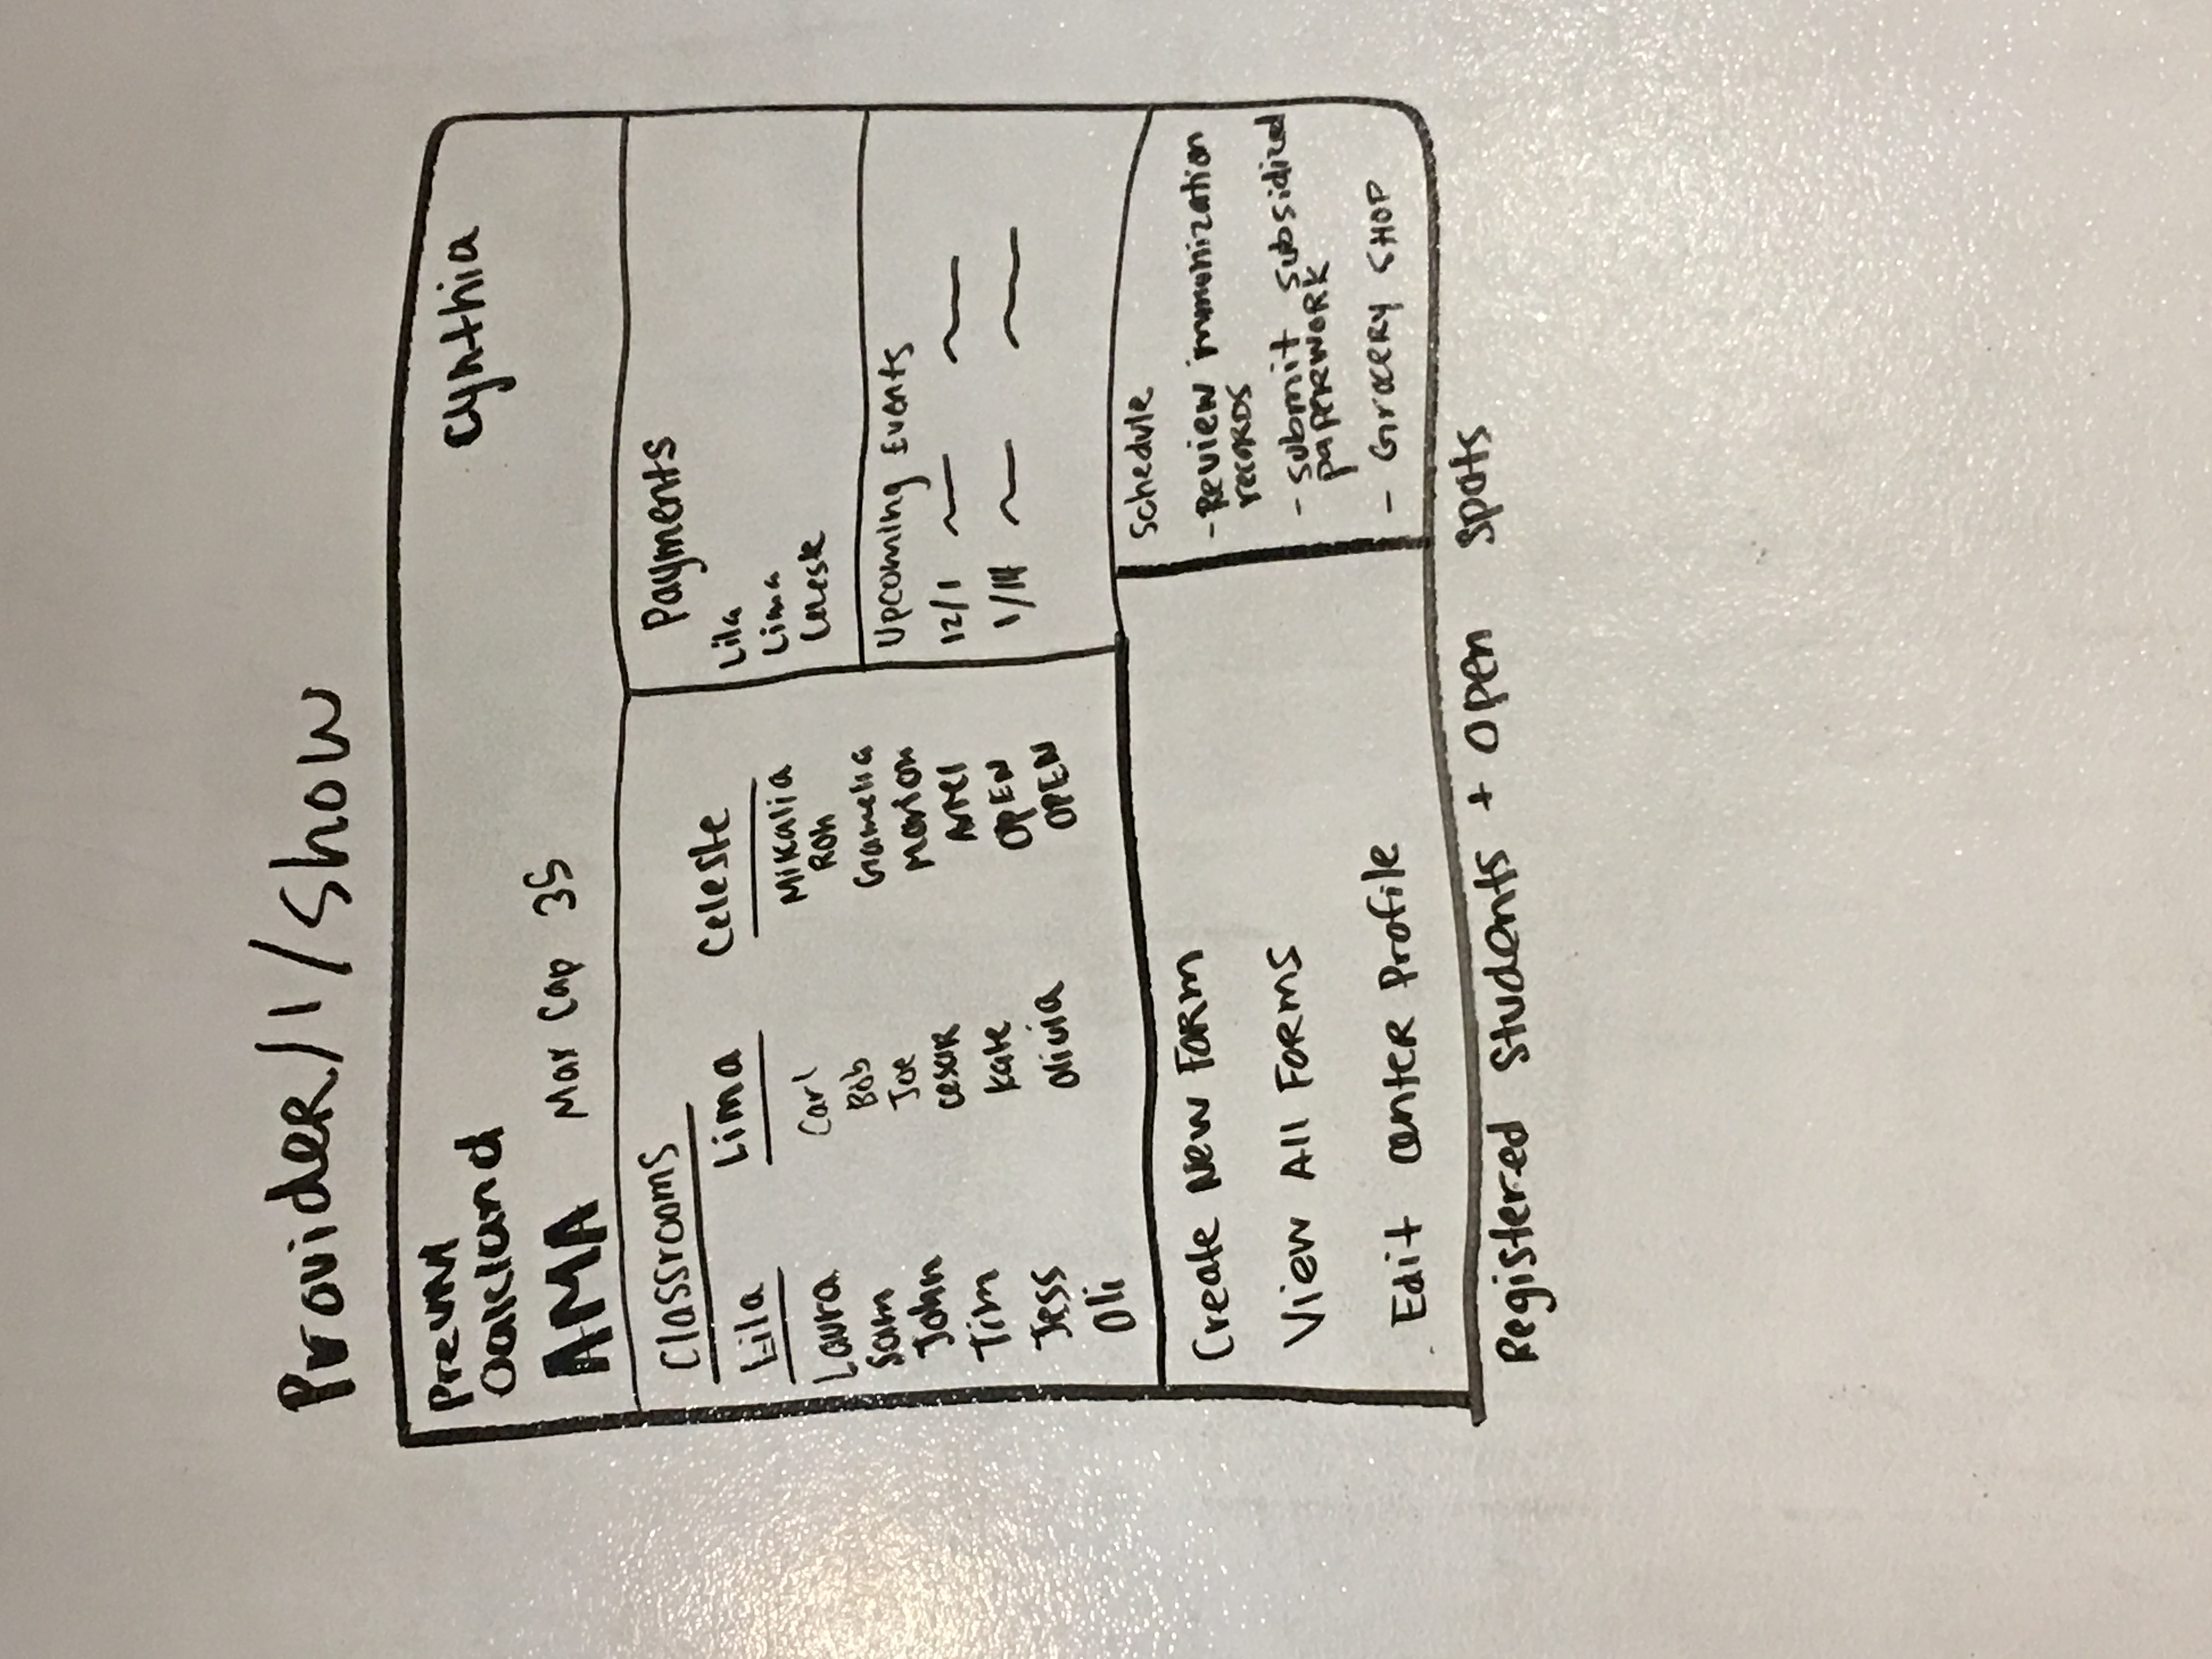 Provider/1/show
Oakland
Cynthia
AMA Max Cap 35
Classrooms
Lila
Laura
Sam
John
Tim
Jess
Oli
Lima
Carl
Bob
Joe
Cesar
Kate
Olivia
Celeste
Mikalia
Ron
Gamelia
Marion
OPEN
OPEN
Payments
Lila
Lima
Celeste
Upcoming Events
12/1
1/14
Create New Form
View All Forms
Edit Center Profile
Schedule
- Review immunization
records
- submit subsidized
paperwork
- Grocery SHOP
Registered Students + Open spots